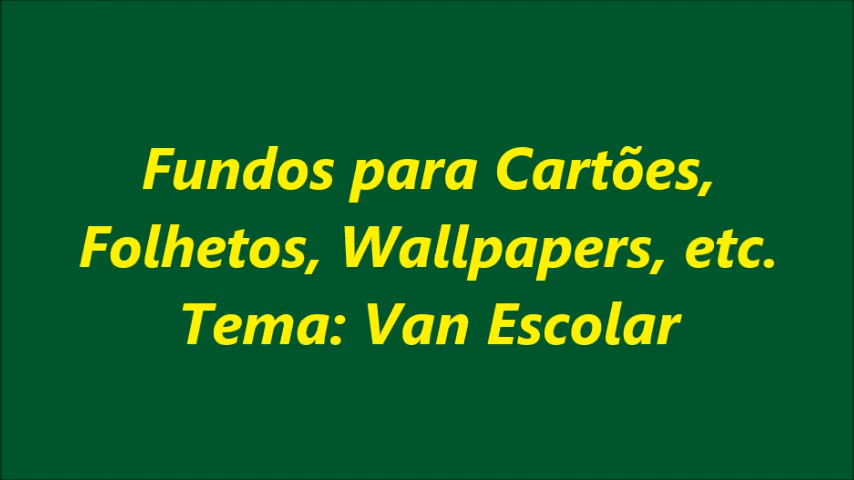 Fundos para Cartões,
Folhetos, Wallpapers, etc.
Tema: Van Escolar